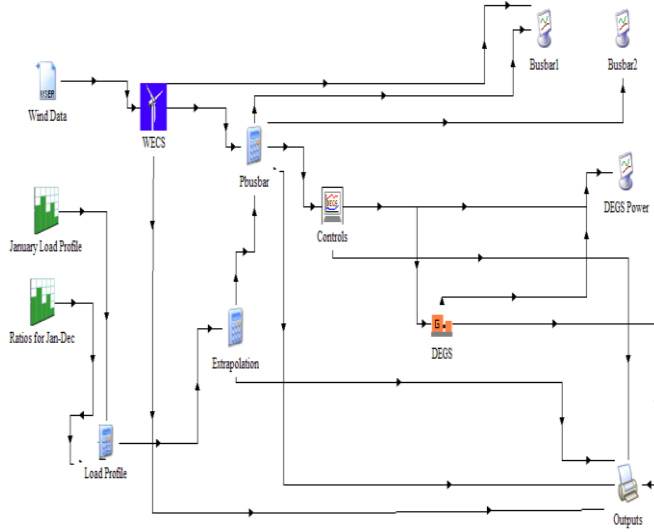 Busbar1
Busbar2
Wind Data
WECS
Pbusbar
DEGS Power
January Load Profile
DEGS
Controls
Ratios for Jan-Dec
Extrapolation
G
DEGS
Load Profile
Outputs